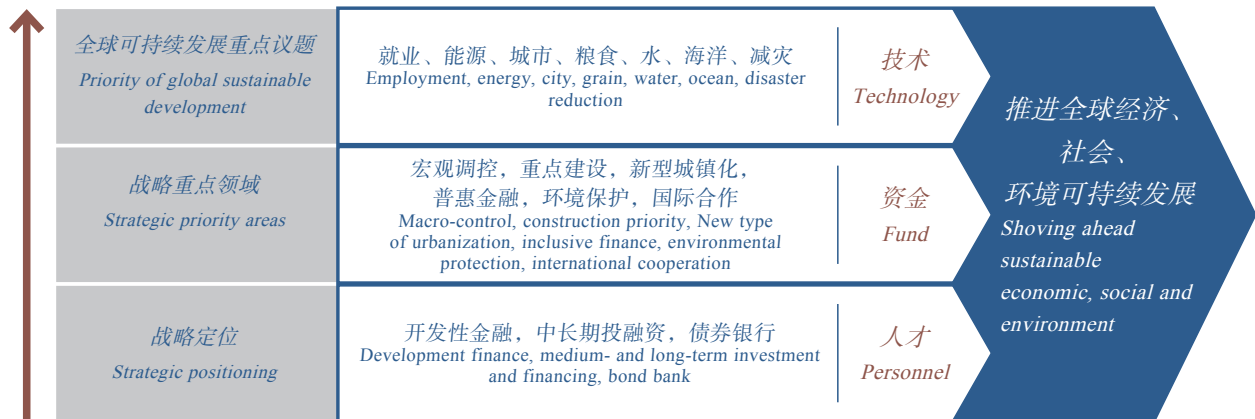 全球可持续发展重点议题
Priority of global sustainable
development
就业、能源、城市、粮食、水、海洋、减灾
Employment, energy, city, grain, water, ocean, disaster
reduction
技术
Technology
战略重点领域
Strategic priority areas
宏观调控，重点建设，新型城镇化，
普惠金融，环境保护，国际合作
Macro-control, construction priority, New type
of urbanization, inclusive finance, environmental
protection, international cooperation
资金
Fund
战略定位
Strategic positioning
开发性金融，中长期投融资，债券银行
Development finance, medium- and long-term investment
and financing, bond bank
人才
Personnel
推进全球经济、
社会、
环境可持续发展
Shoving ahead
sustainable
economic, social and
environment